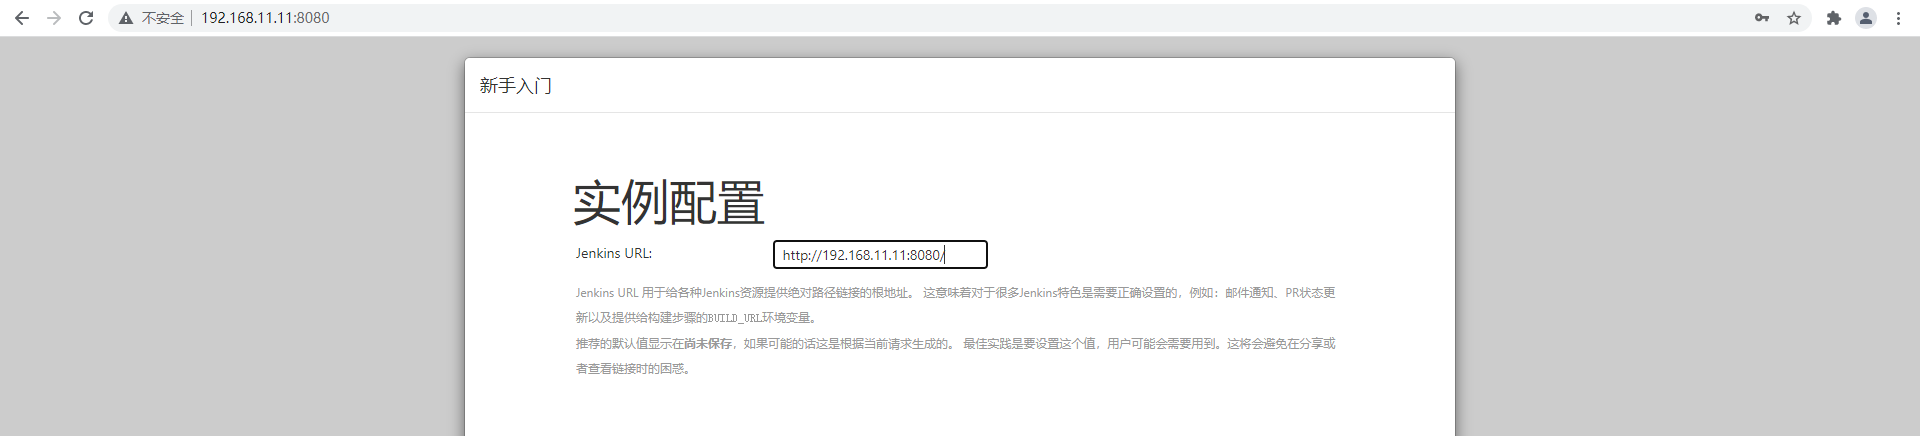 不安全 192.168.11.11:8080
新手入门
实例配置
Jenkins URL: http://192.168.11.11:8080/
Jenkins URL 用于给各种Jenkins资源提供绝对路径链接的根地址。 这意味着对于很多Jenkins特色是需要正确设置的，例如：邮件通知、PR状态更
新以及提供给构建步骤的BUILD_URL环境变量。
推荐的默认值显示在尚未保存，如果可能的话这是根据当前请求生成的。 最佳实践是要设置这个值，用户可能会需要用到。这将会避免在分享或
者查看链接时的困惑。